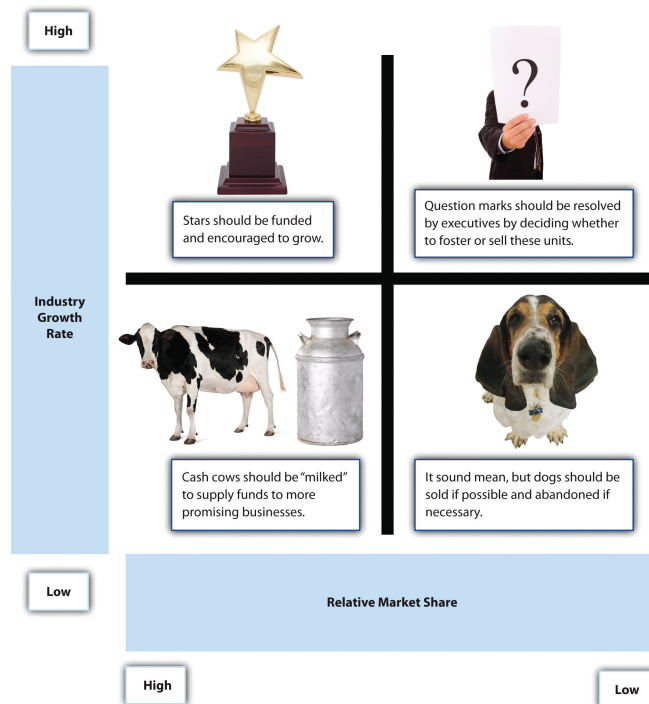 High
?
Stars should be funded
and encouraged to grow.
Question marks should be resolved
by executives by deciding whether
to foster or sell these units.
Industry
Growth
Rate
Cash cows should be “milked”
to supply funds to more
promising businesses.
It sound mean, but dogs should be
sold if possible and abandoned if
necessary.
Low
Relative Market Share
High
Low